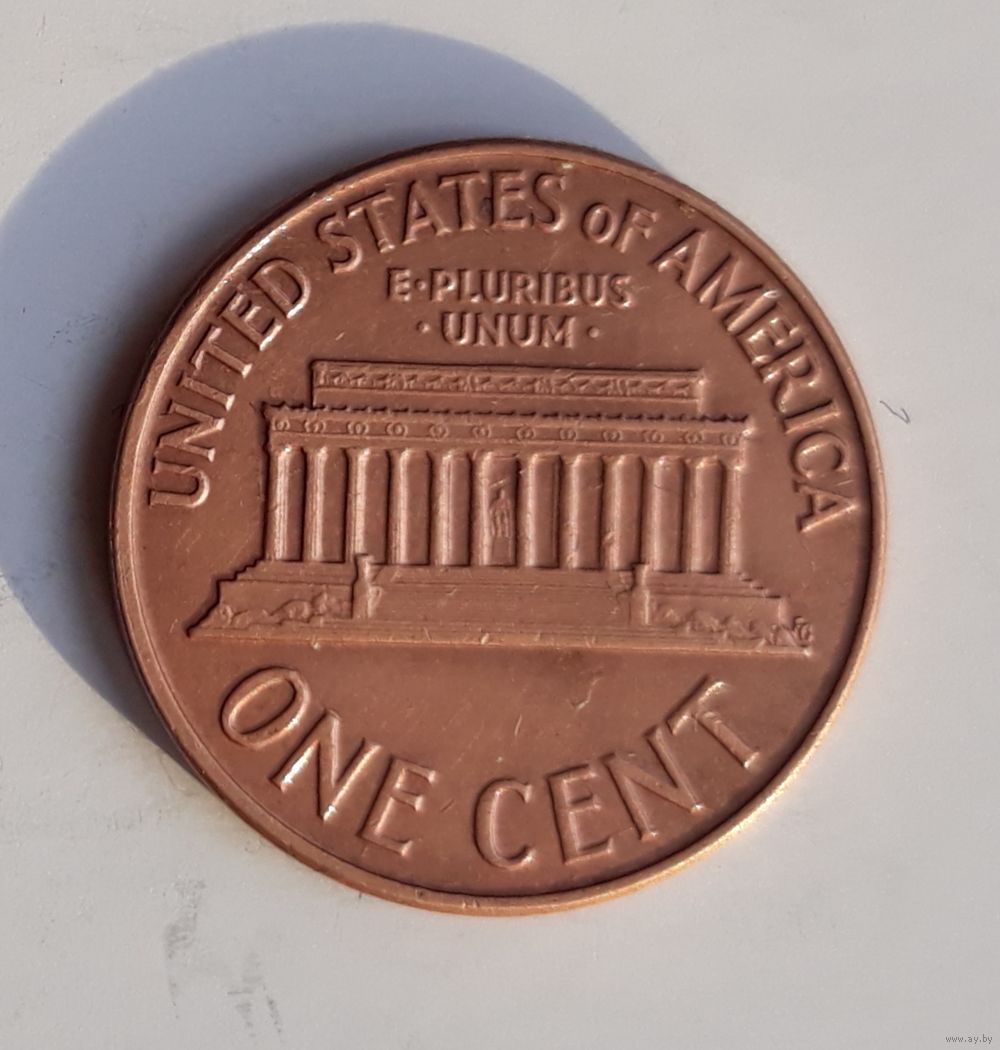 UNITED STATES OF AMERICA
E·PLURIBUS
·UNUM·
ONE CENT
www.ay.by